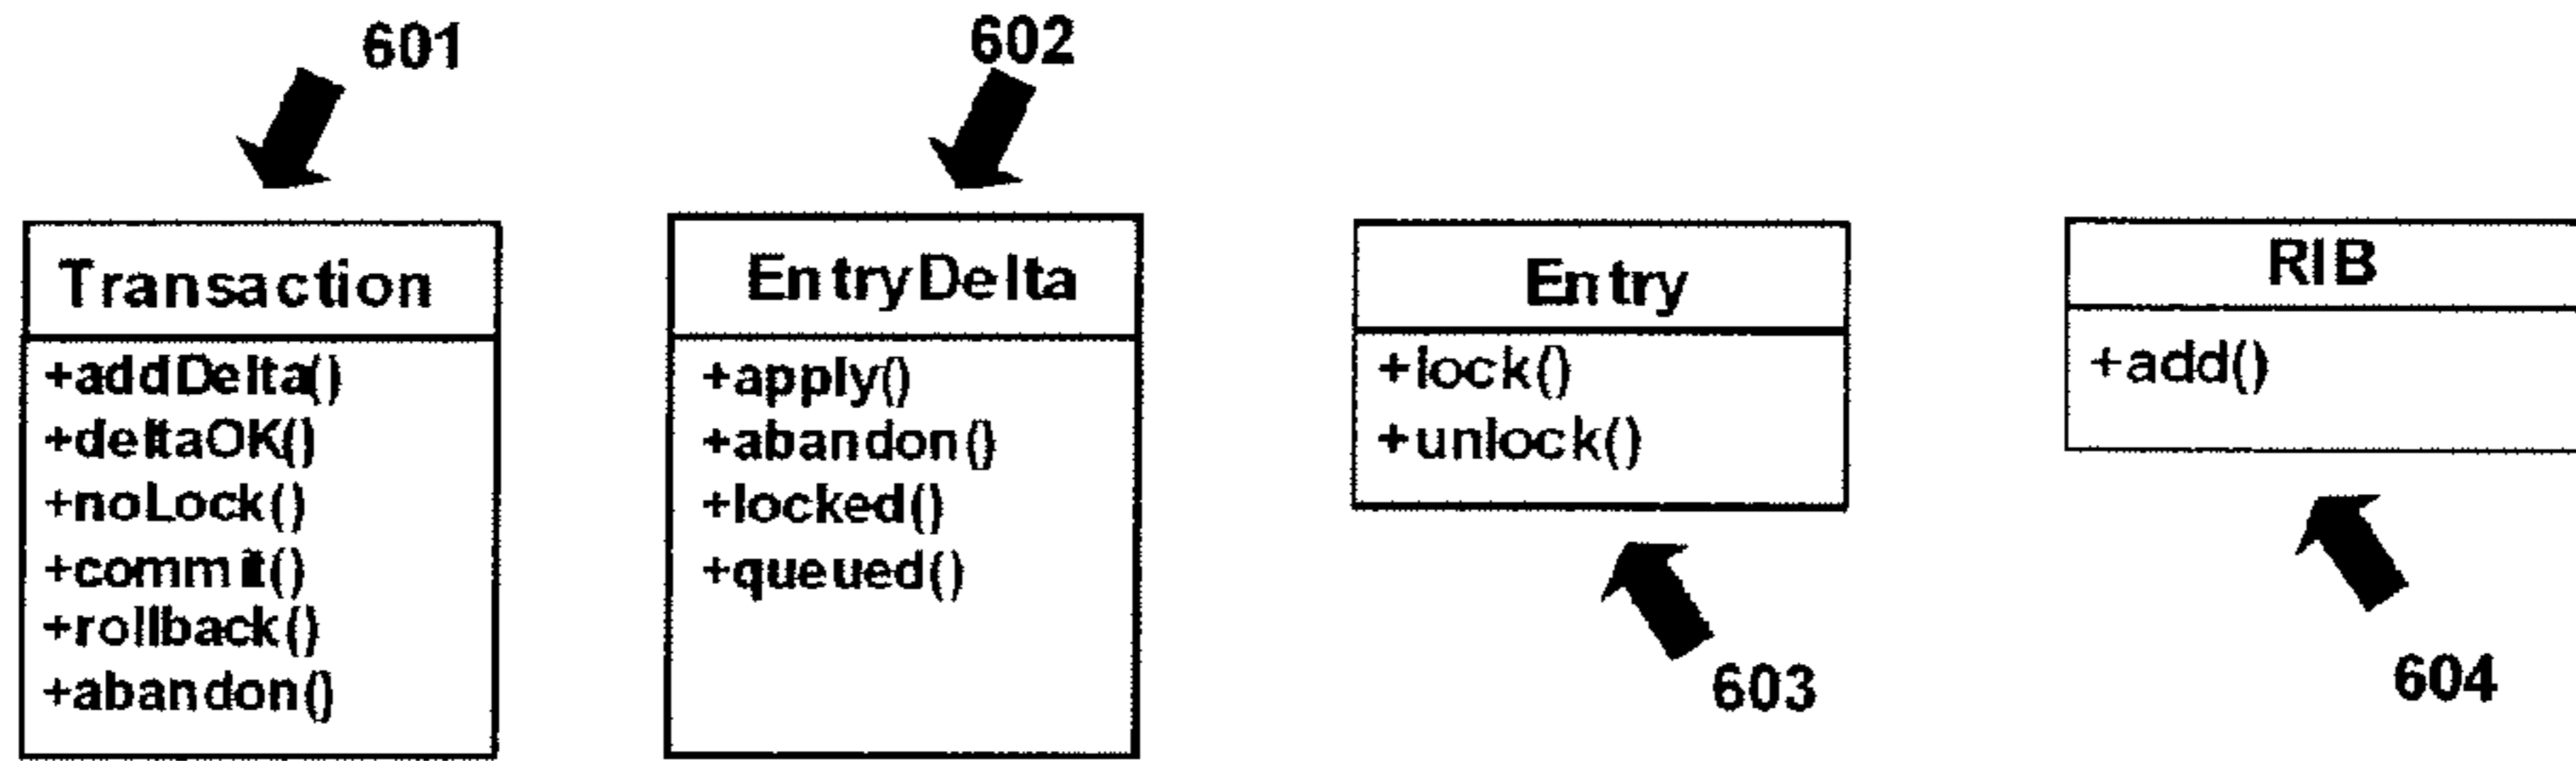 601
602
Transaction
+addDelta()
+deltaOK()
+noLock()
+commit()
+rollback()
+abandon()
EntryDelta
+apply()
+abandon()
+locked()
+queued()
Entry
+lock()
+unlock()
603
RIB
+add()
604